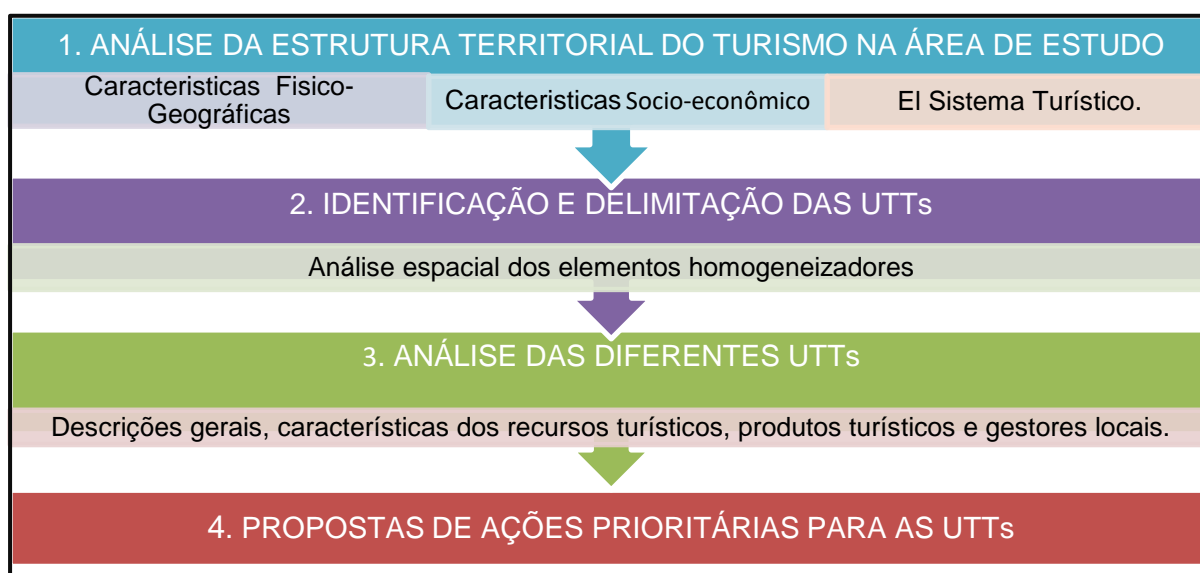 1. ANÁLISE DA ESTRUTURA TERRITORIAL DO TURISMO NA ÁREA DE ESTUDO
Caracteristicas Fisico-
Geográficas
Caracteristicas Socio-econômico
El Sistema Turístico.
2. IDENTIFICAÇÃO E DELIMITAÇÃO DAS UTTs
Análise espacial dos elementos homogeneizadores
3. ANÁLISE DAS DIFERENTES UTTs
Descrições gerais, características dos recursos turísticos, produtos turísticos e gestores locais.
4. PROPOSTAS DE AÇÕES PRIORITÁRIAS PARA AS UTTs